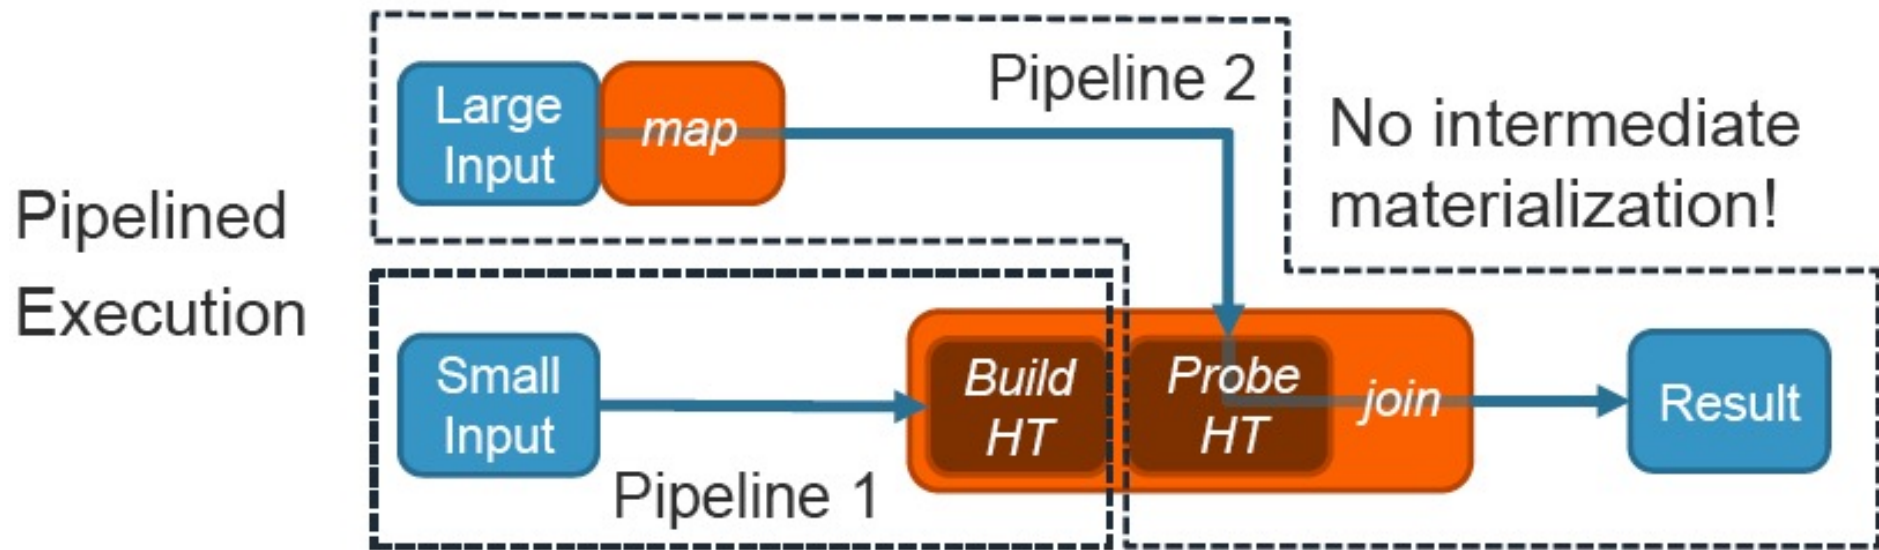 Pipelined
Execution
Large
Input
map
Pipeline 2
No intermediate
materialization!
Small
Input
Pipeline 1
Build
HT
Probe
HT
join
Result